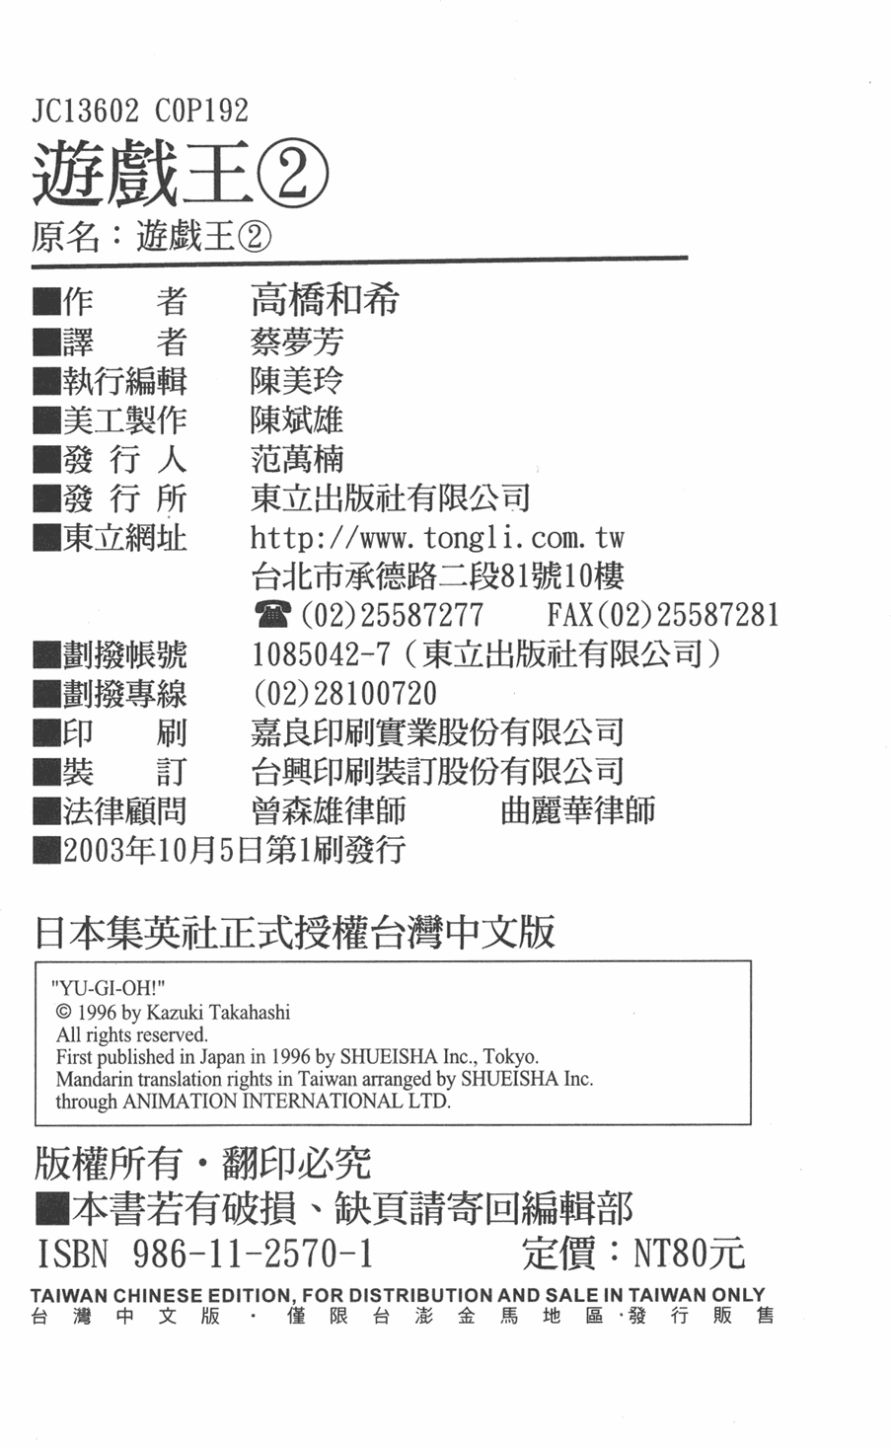 JC13602 C0P192
遊戲王②
原名：遊戯王②
■作　　者　高橋和希
■譯　　者　蔡夢芳
■執行編輯　陳美玲
■美工製作　陳斌雄
■發 行 人　范萬楠
■發 行 所　東立出版社有限公司
■東立網址　http://www.tongli.com.tw
台北市承德路二段81號10樓
☎(02)25587277　FAX(02)25587281
■劃撥帳號　1085042-7（東立出版社有限公司）
■劃撥專線　(02)28100720
■印　　刷　嘉良印刷實業股份有限公司
■裝　　訂　台興印刷裝訂股份有限公司
■法律顧問　曾森雄律師　曲麗華律師
■2003年10月5日第1刷發行
日本集英社正式授權台灣中文版
"YU-GI-OH!"
© 1996 by Kazuki Takahashi
All rights reserved.
First published in Japan in 1996 by SHUEISHA Inc., Tokyo.
Mandarin translation rights in Taiwan arranged by SHUEISHA Inc.
through ANIMATION INTERNATIONAL LTD.
版權所有・翻印必究
■本書若有破損、缺頁請寄回編輯部
ISBN 986-11-2570-1　定價：NT80元
TAIWAN CHINESE EDITION, FOR DISTRIBUTION AND SALE IN TAIWAN ONLY
台灣中文版・僅限台澎金馬地區・發行販售